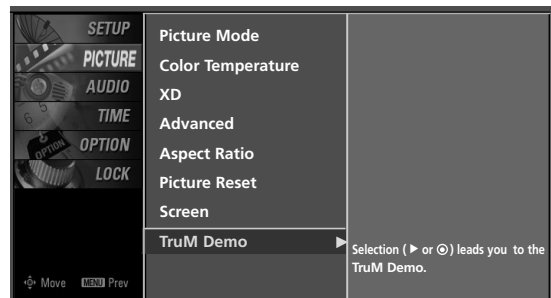 SETUP
PICTURE
AUDIO
TIME
OPTION
LOCK
Move MENU Prev
Picture Mode
Color Temperature
XD
Advanced
Aspect Ratio
Picture Reset
Screen
TruM Demo ▶
Selection ( ▶ or ◉ ) leads you to the
TruM Demo.